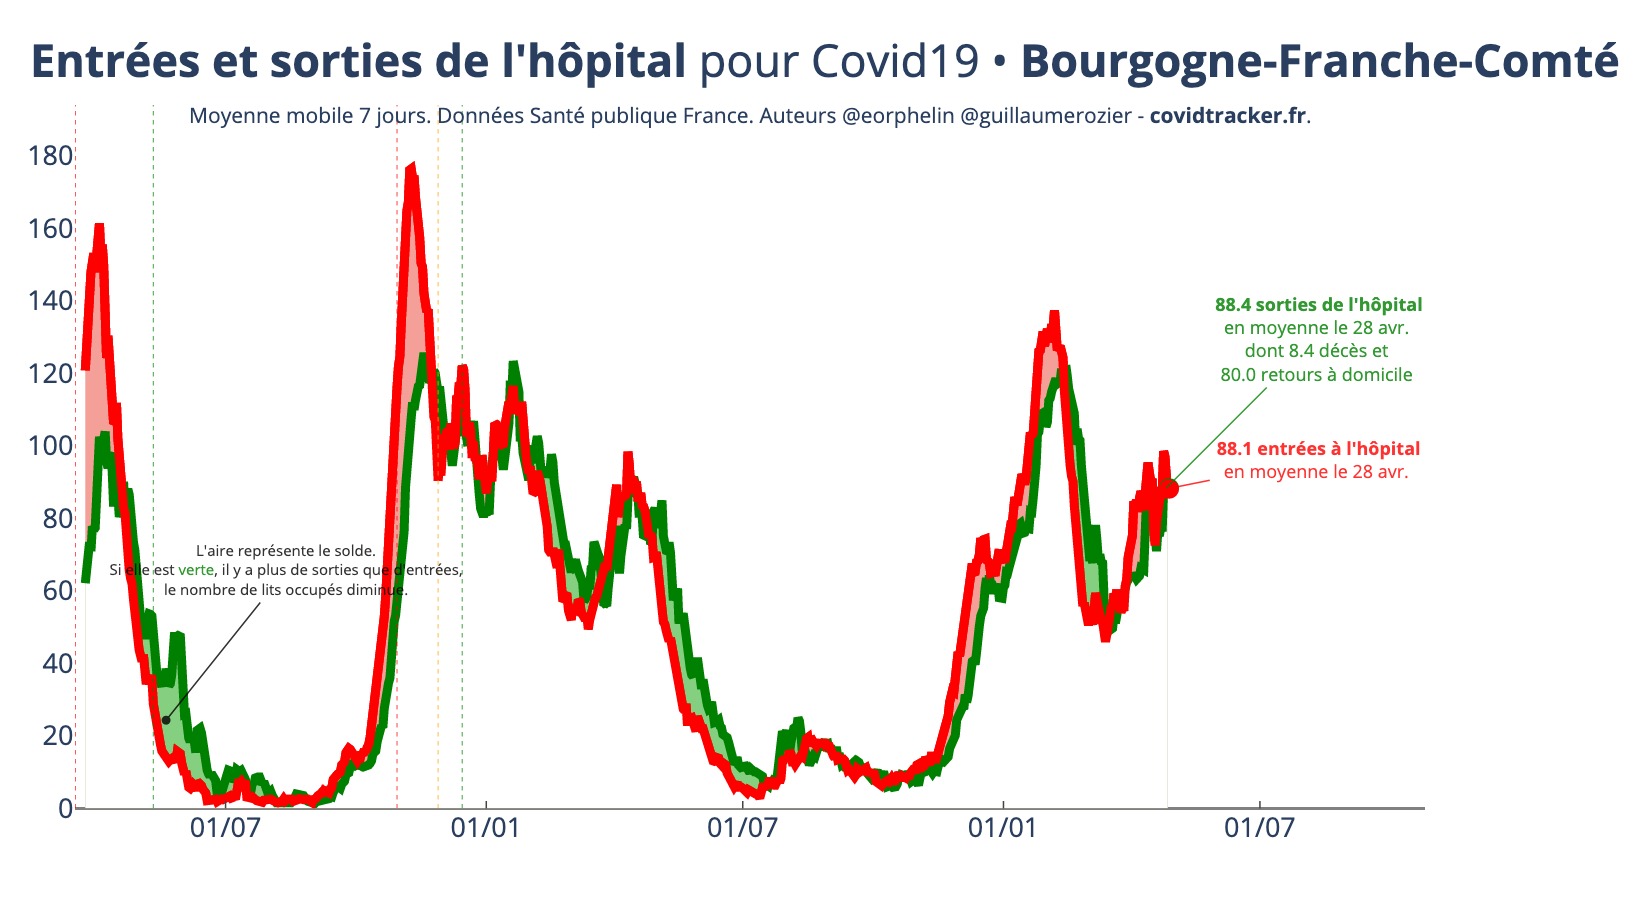 Entrées et sorties de l'hôpital pour Covid19 • Bourgogne-Franche-Comté
Moyenne mobile 7 jours. Données Santé publique France. Auteurs @eorphelin @guillaumerozier - covidtracker.fr.
180
160
140
120
100
80
60
40
20
0
88.4 sorties de l'hôpital
en moyenne le 28 avr.
dont 8.4 décès et
80.0 retours à domicile
88.1 entrées à l'hôpital
en moyenne le 28 avr.
L'aire représente le solde.
Si elle est verte, il y a plus de sorties que d'entrées,
le nombre de lits occupés diminue.
01/07
01/01
01/07
01/01
01/07